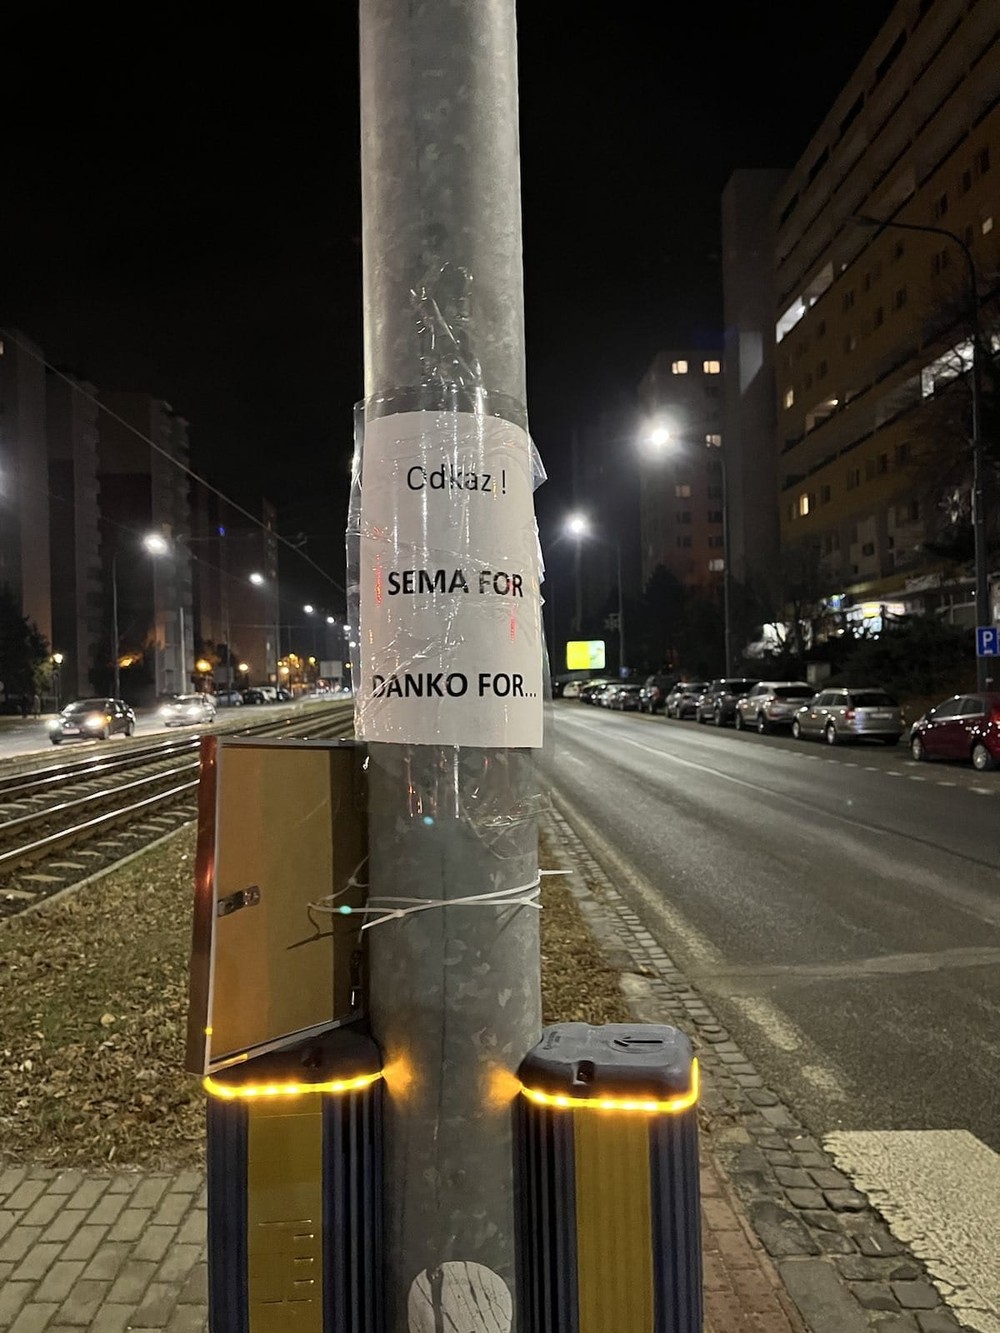 Odkaz !
SEMA FOR
DANKO FOR...
P